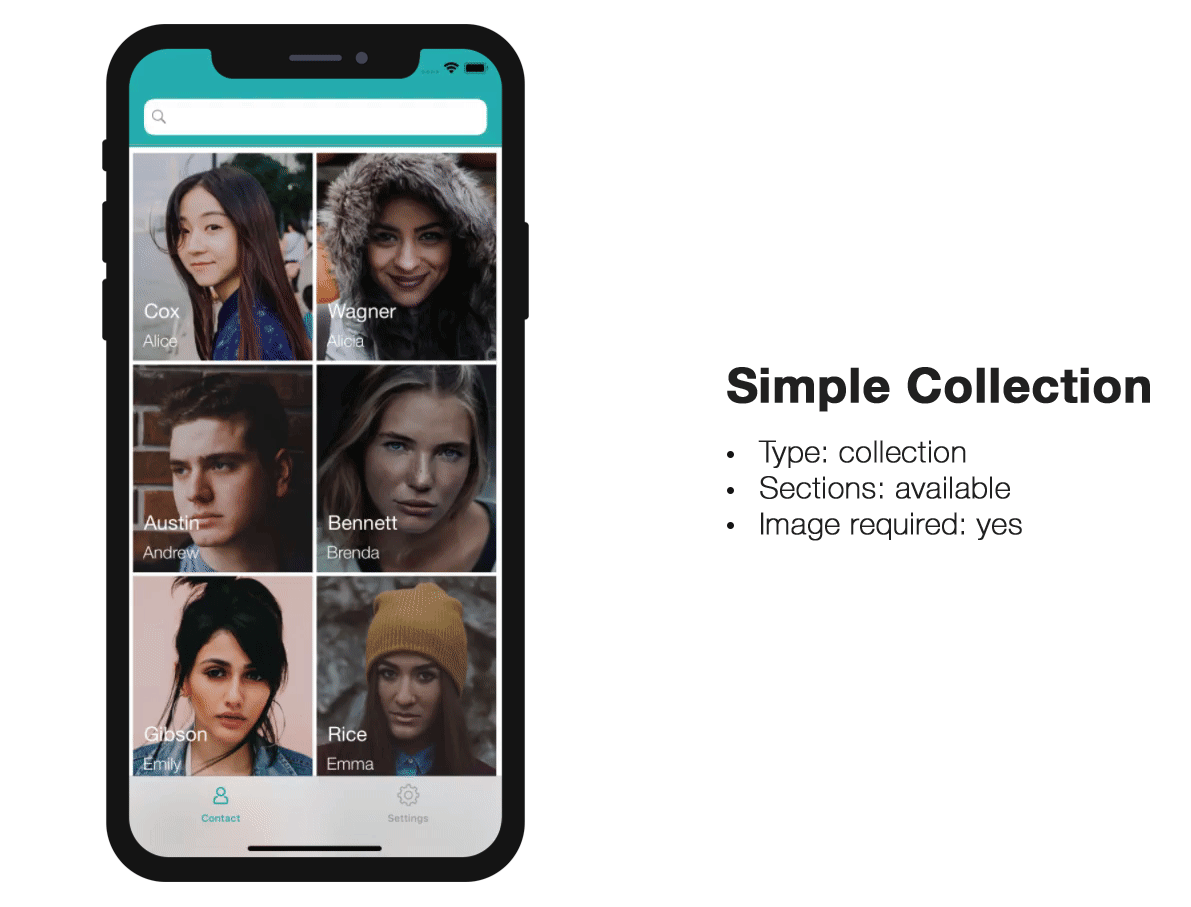 Cox
Alice
Wagner
Alicia
Austin
Andrew
Bennett
Brenda
Gibson
Emily
Rice
Emma
Contact
Settings
Simple Collection
• Type: collection
• Sections: available
• Image required: yes